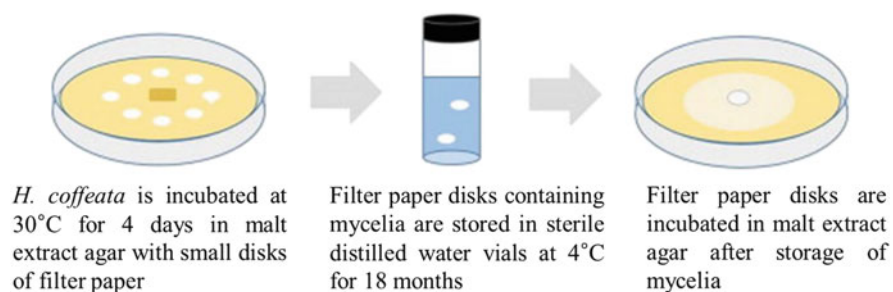 H. coffeata is incubated at
30°C for 4 days in malt
extract agar with small disks
of filter paper
Filter paper disks containing
mycelia are stored in sterile
distilled water vials at 4°C
for 18 months
Filter paper disks are
incubated in malt extract
agar after storage of
mycelia